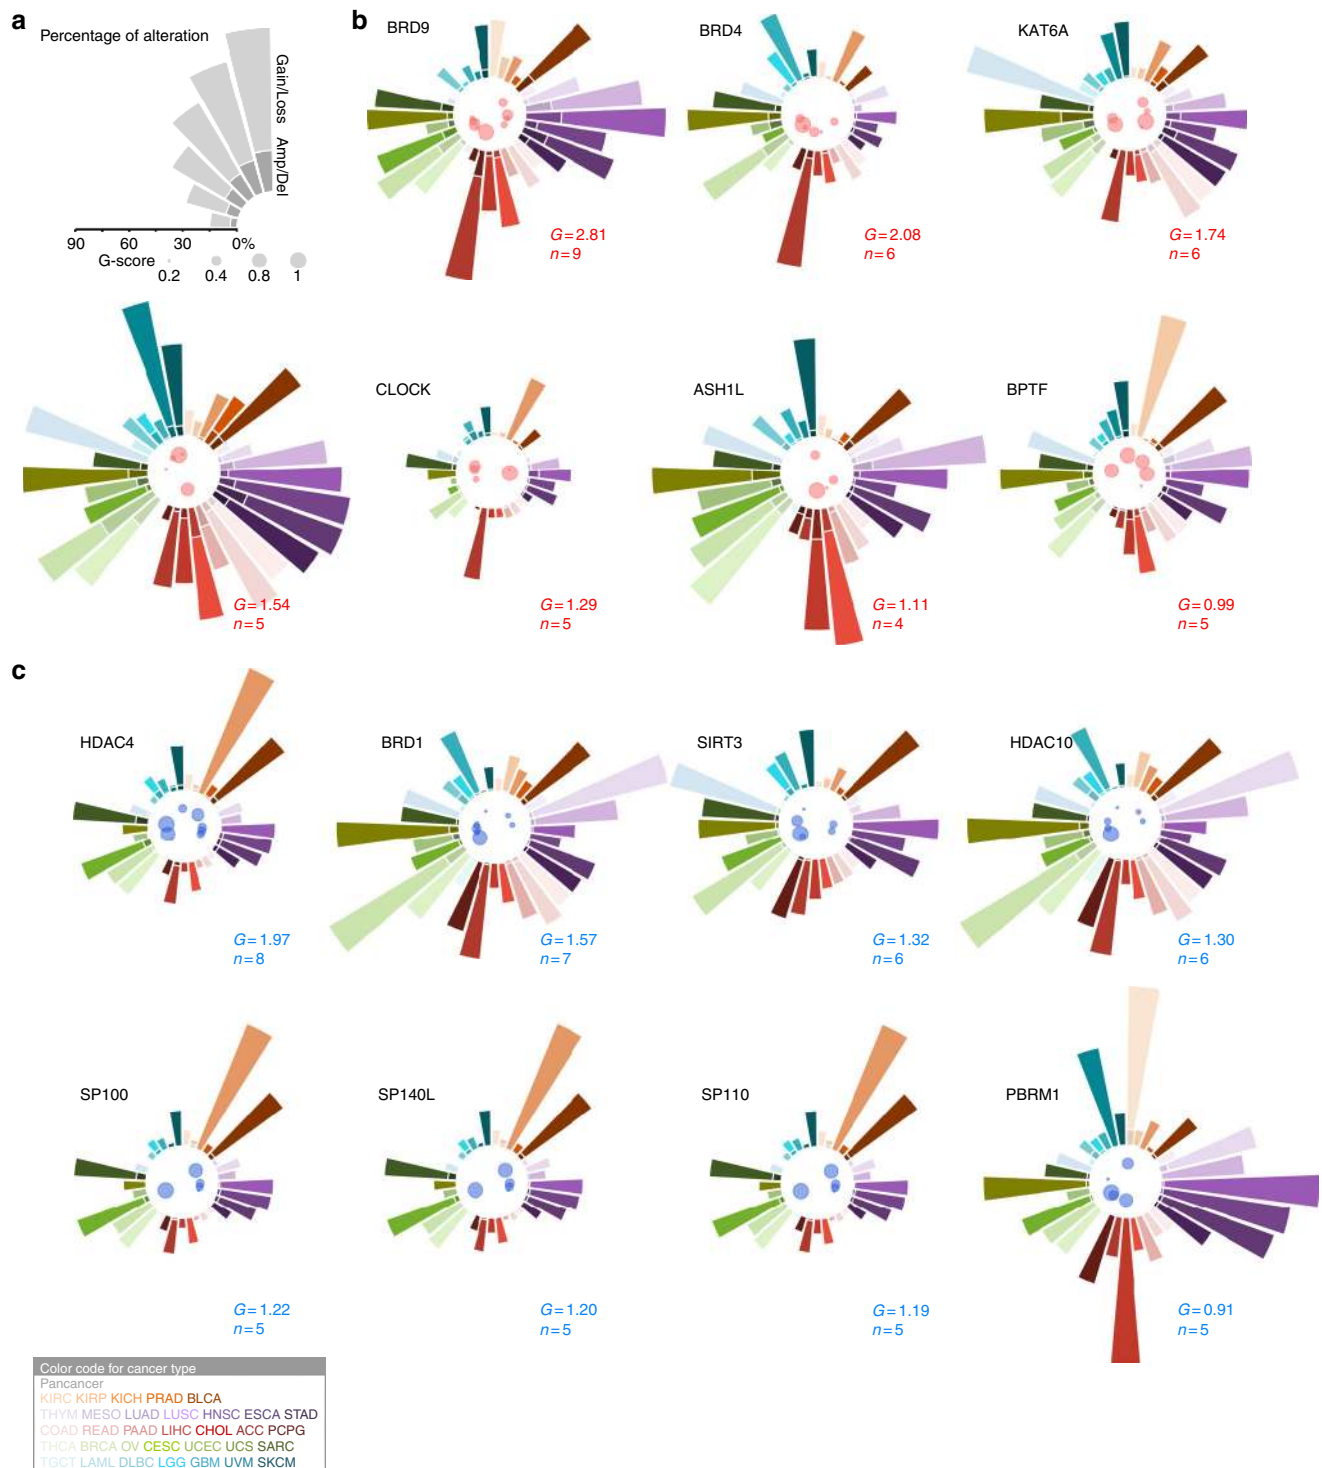 a
Percentage of alteration
Gain/Loss
Amp/Del
90 60 30 0%
G-score
0.2 0.4 0.8 1
b
BRD9
G=2.81
n=9
BRD4
G=2.08
n=6
KAT6A
G=1.74
n=6
G=1.54
n=5
CLOCK
G=1.29
n=5
ASH1L
G=1.11
n=4
BPTF
G=0.99
n=5
c
HDAC4
G=1.97
n=8
BRD1
G=1.57
n=7
SIRT3
G=1.32
n=6
HDAC10
G=1.30
n=6
SP100
G=1.22
n=5
SP140L
G=1.20
n=5
SP110
G=1.19
n=5
PBRM1
G=0.91
n=5
Color code for cancer type
Pancancer
KIRC KIRP KICH PRAD BLCA
THYM MESO LUAD LUSC HNSC ESCA STAD
COAD READ PAAD LIHC CHOL ACC PCPG
THCA BRCA OV CESC UCEC UCS SARC
TGCT LAML DLBC LGG GBM UVM SKCM